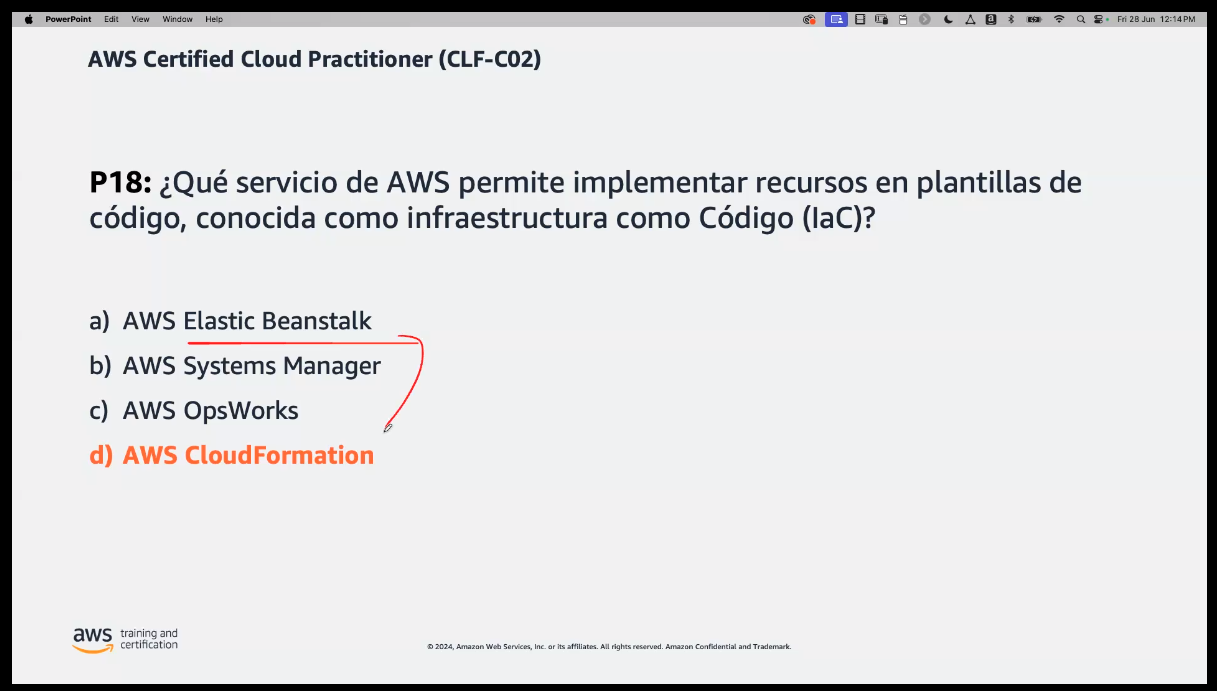 PowerPoint Edit View Window Help Fri 28 Jun 12:14 PM
AWS Certified Cloud Practitioner (CLF-C02)
P18: ¿Qué servicio de AWS permite implementar recursos en plantillas de
código, conocida como infraestructura como Código (IaC)?
a) AWS Elastic Beanstalk
b) AWS Systems Manager
c) AWS OpsWorks
d) AWS CloudFormation
aws training and
certification
© 2024, Amazon Web Services, Inc. or its affiliates. All rights reserved. Amazon Confidential and Trademark.